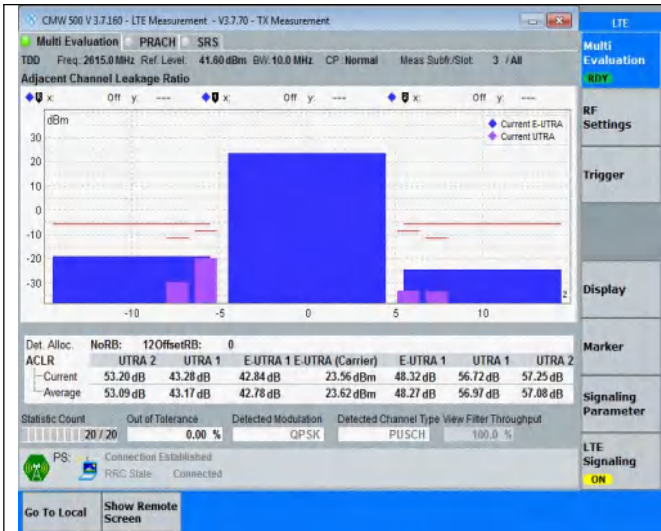 CMW 500 V 3.7.160 - LTE Measurement - V3.7.70 - TX Measurement
LTE
Multi Evaluation PRACH SRS
TDD Freq.: 2615.0 MHz Ref. Level: 41.60 dBm BW: 10.0 MHz CP: Normal Meas Subfr./Slot: 3 / All
Adjacent Channel Leakage Ratio
x: Off y: --- x: Off y: --- x: Off y: ---
dBm
Current E-UTRA
Current UTRA
30
20
10
0
-10
-20
-30
-10 -5 0 5 10
Det. Alloc. NoRB: 12 OffsetRB: 0
ACLR UTRA 2 UTRA 1 E-UTRA 1 E-UTRA (Carrier) E-UTRA 1 UTRA 1 UTRA 2
Current 53.20 dB 43.28 dB 42.84 dB 23.56 dBm 48.32 dB 56.72 dB 57.25 dB
Average 53.09 dB 43.17 dB 42.78 dB 23.62 dBm 48.27 dB 56.97 dB 57.08 dB
Statistic Count Out of Tolerance Detected Modulation Detected Channel Type View Filter Throughput
20 / 20 0.00 % QPSK PUSCH 100.0 %
PS: Connection Established
RRC State Connected
Multi
Evaluation
RDY
RF
Settings
Trigger
Display
Marker
Signaling
Parameter
LTE
Signaling
ON
Go To Local
Show Remote
Screen